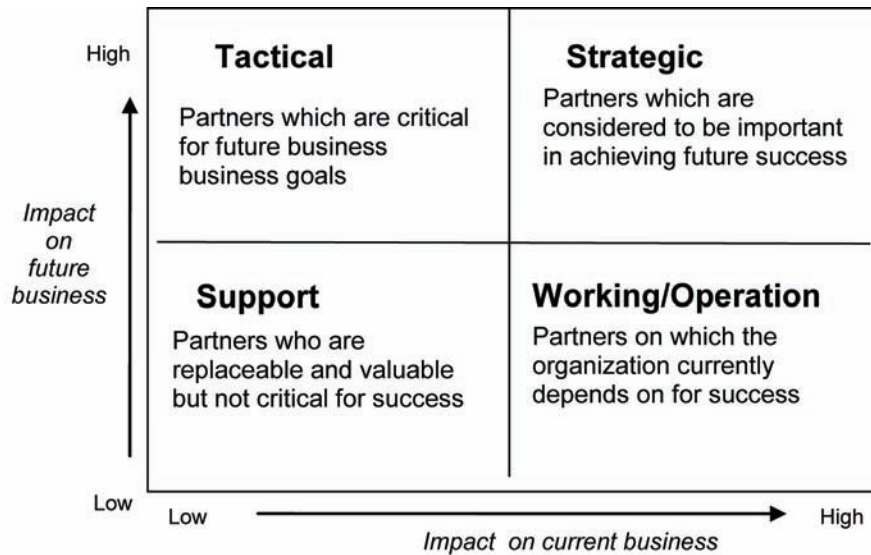 High
Tactical
Partners which are critical
for future business
business goals
Strategic
Partners which are
considered to be important
in achieving future success
Impact
on
future
business
Support
Partners who are
replaceable and valuable
but not critical for success
Working/Operation
Partners on which the
organization currently
depends on for success
Low
Low
High
Impact on current business